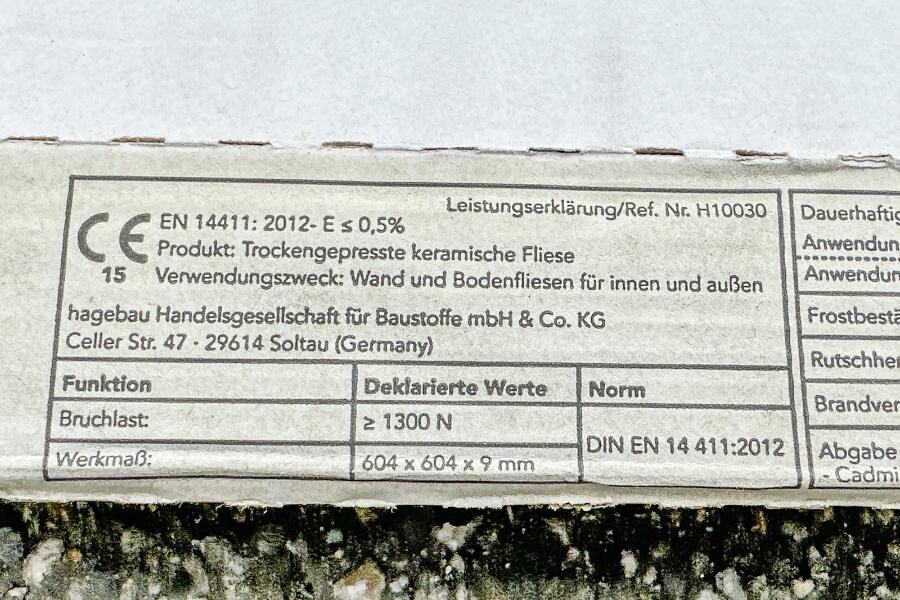 Leistungserklärung/Ref. Nr. H10030
CE EN 14411: 2012- E ≤ 0,5%
Produkt: Trockengepresste keramische Fliese
15 Verwendungszweck: Wand und Bodenfliesen für innen und außen
hagebau Handelsgesellschaft für Baustoffe mbH & Co. KG
Celler Str. 47 · 29614 Soltau (Germany)
Funktion Deklarierte Werte Norm
Bruchlast: ≥ 1300 N
DIN EN 14 411:2012
Werkmaß: 604 x 604 x 9 mm
Abgabe